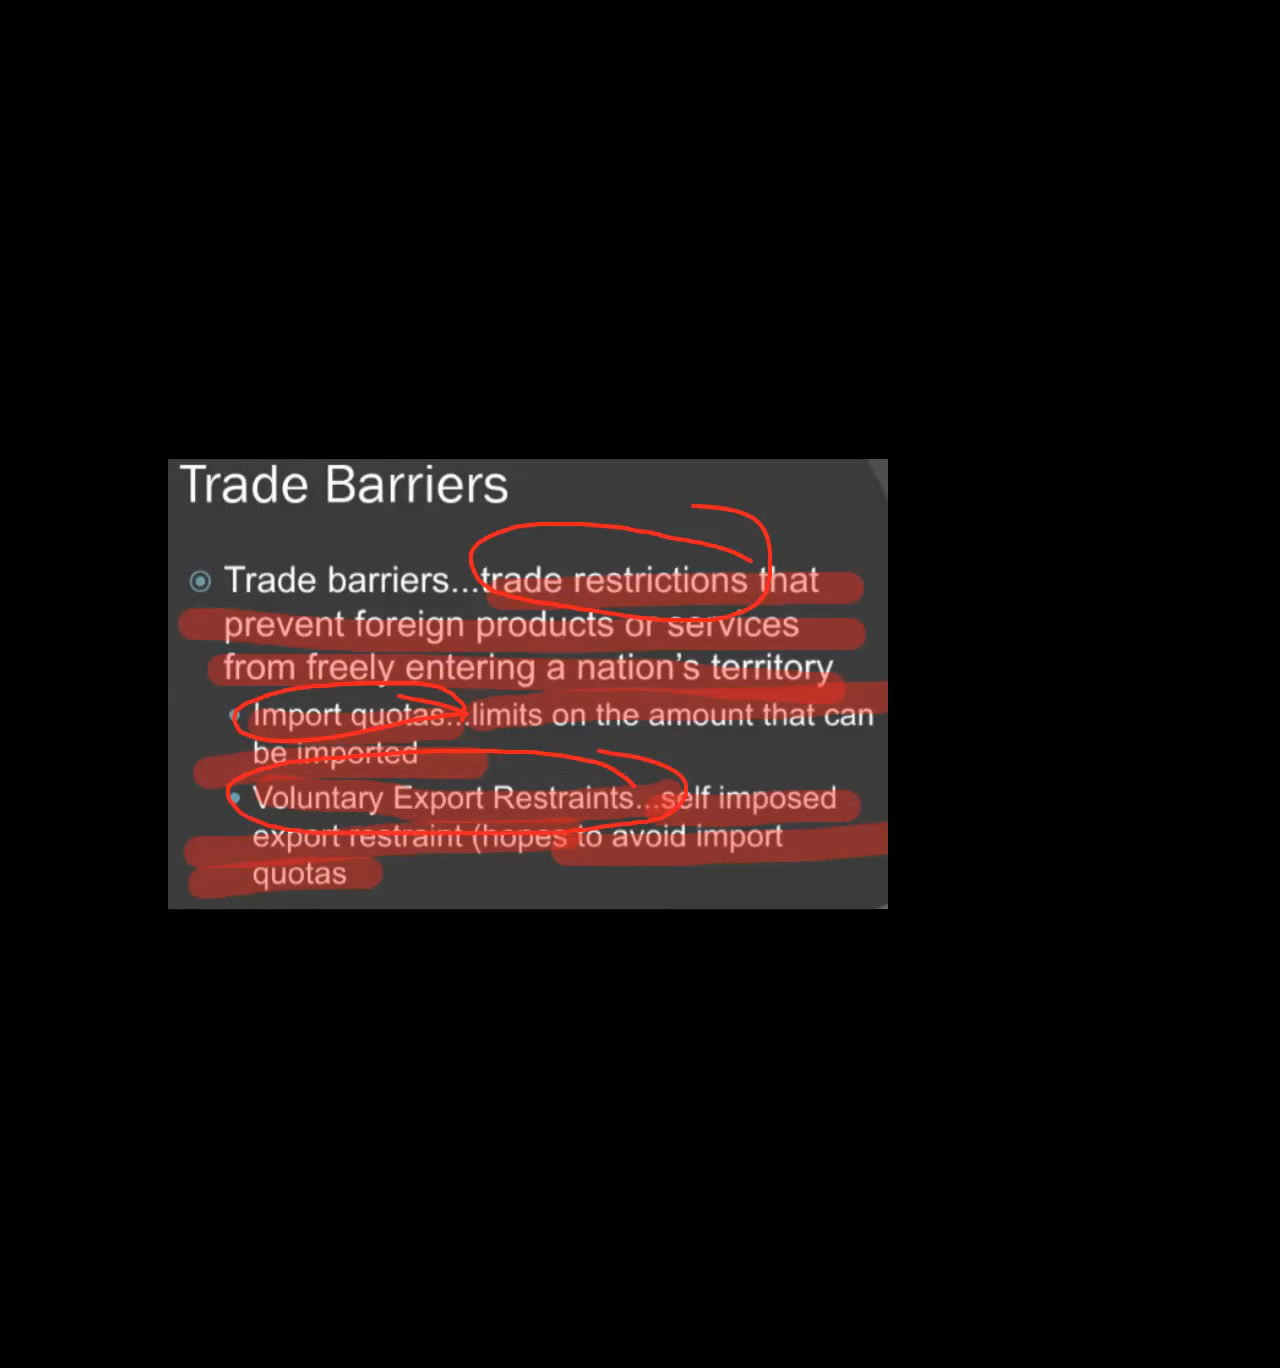 Trade Barriers
Trade barriers...trade restrictions that
prevent foreign products or services
from freely entering a nation's territory
Import quotas...limits on the amount that can
be imported
Voluntary Export Restraints...self imposed
export restraint (hopes to avoid import
quotas